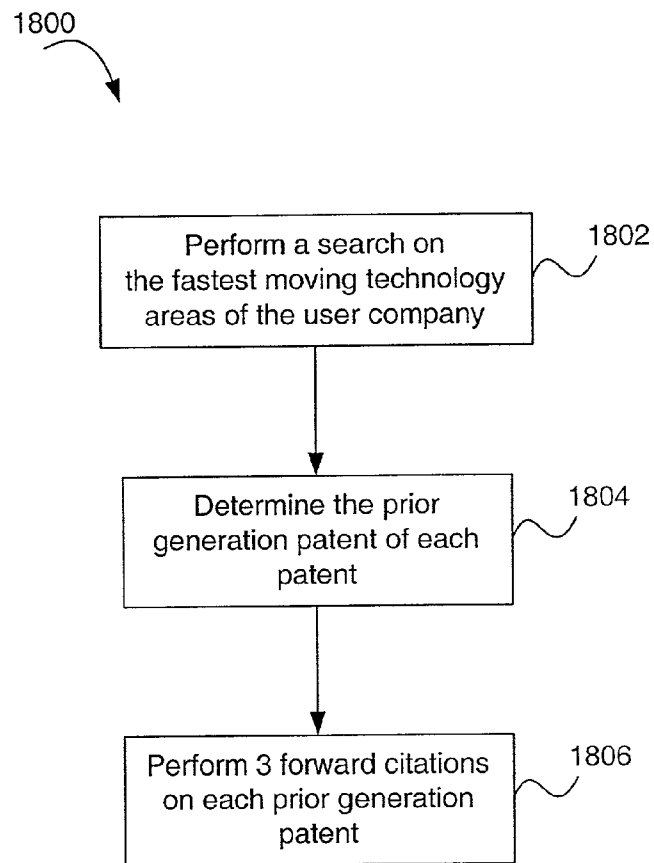 1800
Perform a search on
the fastest moving technology
areas of the user company
1802
Determine the prior
generation patent of each
patent
1804
Perform 3 forward citations
on each prior generation
patent
1806